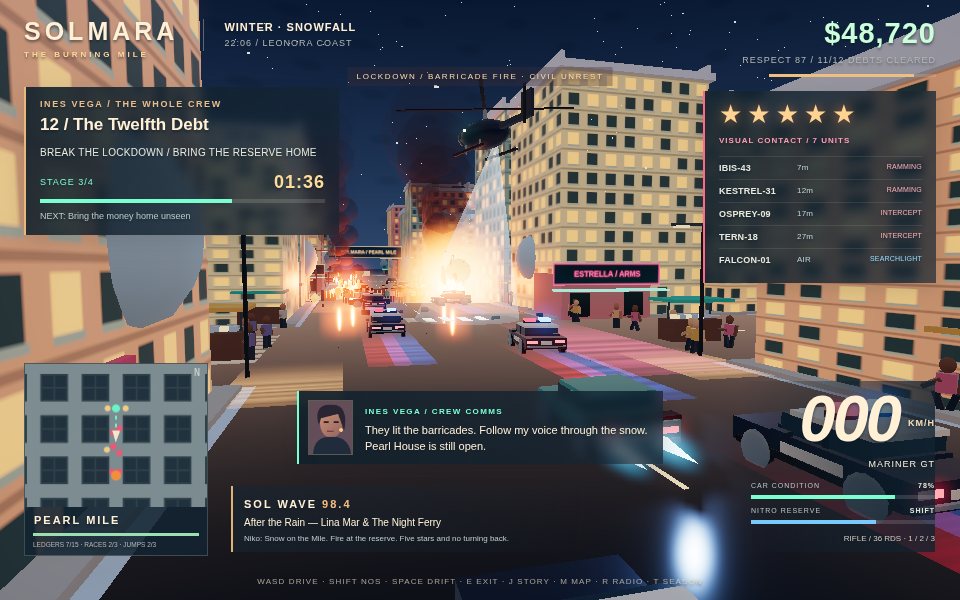 SOLMARA
THE BURNING MILE
WINTER · SNOWFALL
22:06 / LEONORA COAST
$48,720
RESPECT 87 / 11/12 DEBTS CLEARED
LOCKDOWN / BARRICADE FIRE · CIVIL UNREST
INES VEGA / THE WHOLE CREW
12 / The Twelfth Debt
BREAK THE LOCKDOWN / BRING THE RESERVE HOME
STAGE 3/4
01:36
NEXT: Bring the money home unseen
★★★★★
VISUAL CONTACT / 7 UNITS
IBIS-43 7m RAMMING
KESTREL-31 12m RAMMING
OSPREY-09 17m INTERCEPT
TERN-18 27m INTERCEPT
FALCON-01 AIR SEARCHLIGHT
MARA / PEARL MILE
ESTRELLA / ARMS
N
PEARL MILE
LEDGERS 7/15 · RACES 2/3 · JUMPS 2/3
INES VEGA / CREW COMMS
They lit the barricades. Follow my voice through the snow.
Pearl House is still open.
SOL WAVE 98.4
After the Rain — Lina Mar & The Night Ferry
Niko: Snow on the Mile. Fire at the reserve. Five stars and no turning back.
000 KM/H
MARINER GT
CAR CONDITION 78%
NITRO RESERVE SHIFT
RIFLE / 36 RDS · 1 / 2 / 3
WASD DRIVE · SHIFT NOS · SPACE DRIFT · E EXIT · J STORY · M MAP · R RADIO · T SEASON